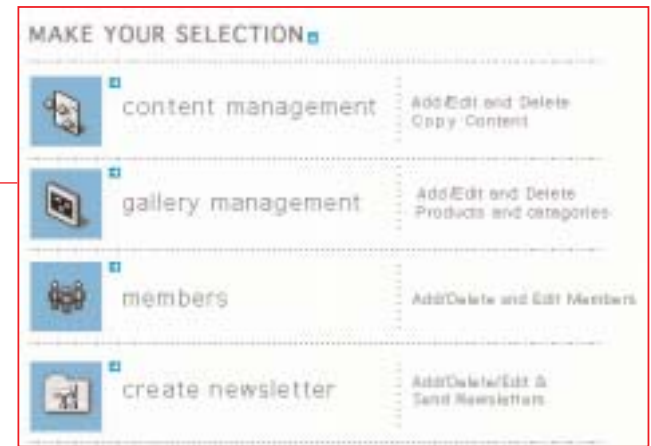 MAKE YOUR SELECTION
content management
Add/Edit and Delete
Copy Content
gallery management
Add/Edit and Delete
Products and categories
members
Add/Delete and Edit Members
create newsletter
Add/Delete/Edit &
Send Newsletters